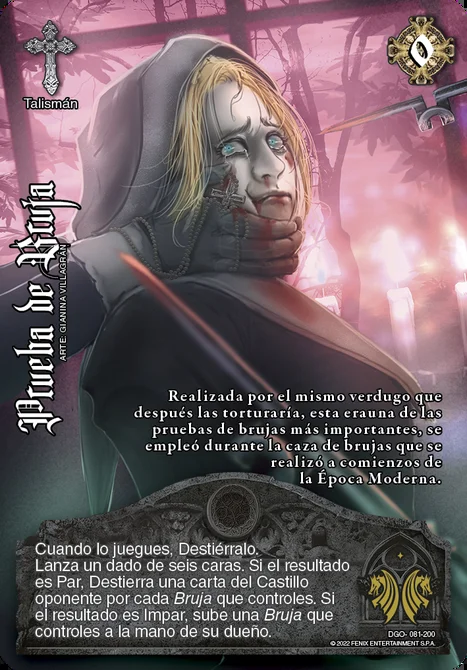 Talismán
0
Prueba de Bruja
ARTE: GIANINA VILLAGRAN
Realizada por el mismo verdugo que
después las torturaría, esta erauna de las
pruebas de brujas más importantes, se
empleó durante la caza de brujas que se
realizó a comienzos de
la Época Moderna.
Cuando lo juegues, Destiérralo.
Lanza un dado de seis caras. Si el resultado
es Par, Destierra una carta del Castillo
oponente por cada Bruja que controles. Si
el resultado es Impar, sube una Bruja que
controles a la mano de su dueño.
DGO- 081-200
© 2022 FENIX ENTERTAINMENT S.P.A.